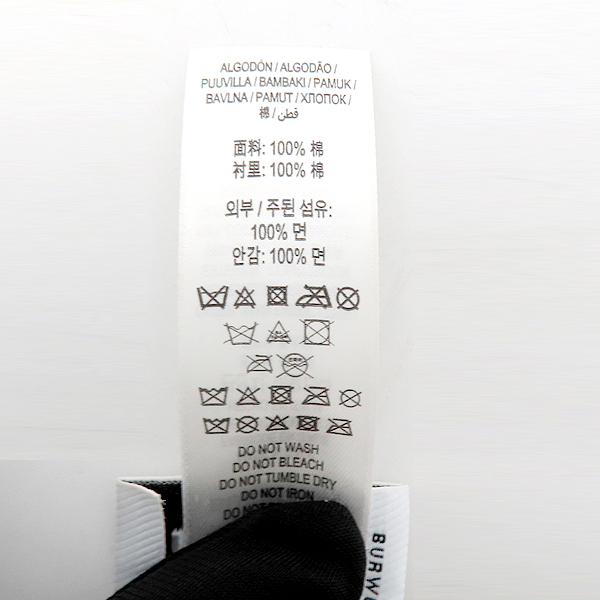 ALGODÓN / ALGODÃO /
PUUVILLA / BAMBAKI / PAMUK /
BAVLNA / PAMUT / ХЛОПОК /
棉 / قطن
面料: 100% 棉
衬里: 100% 棉
외부 / 주된 섬유:
100% 면
안감: 100% 면
DO NOT WASH
DO NOT BLEACH
DO NOT TUMBLE DRY
DO NOT IRON
DO NOT